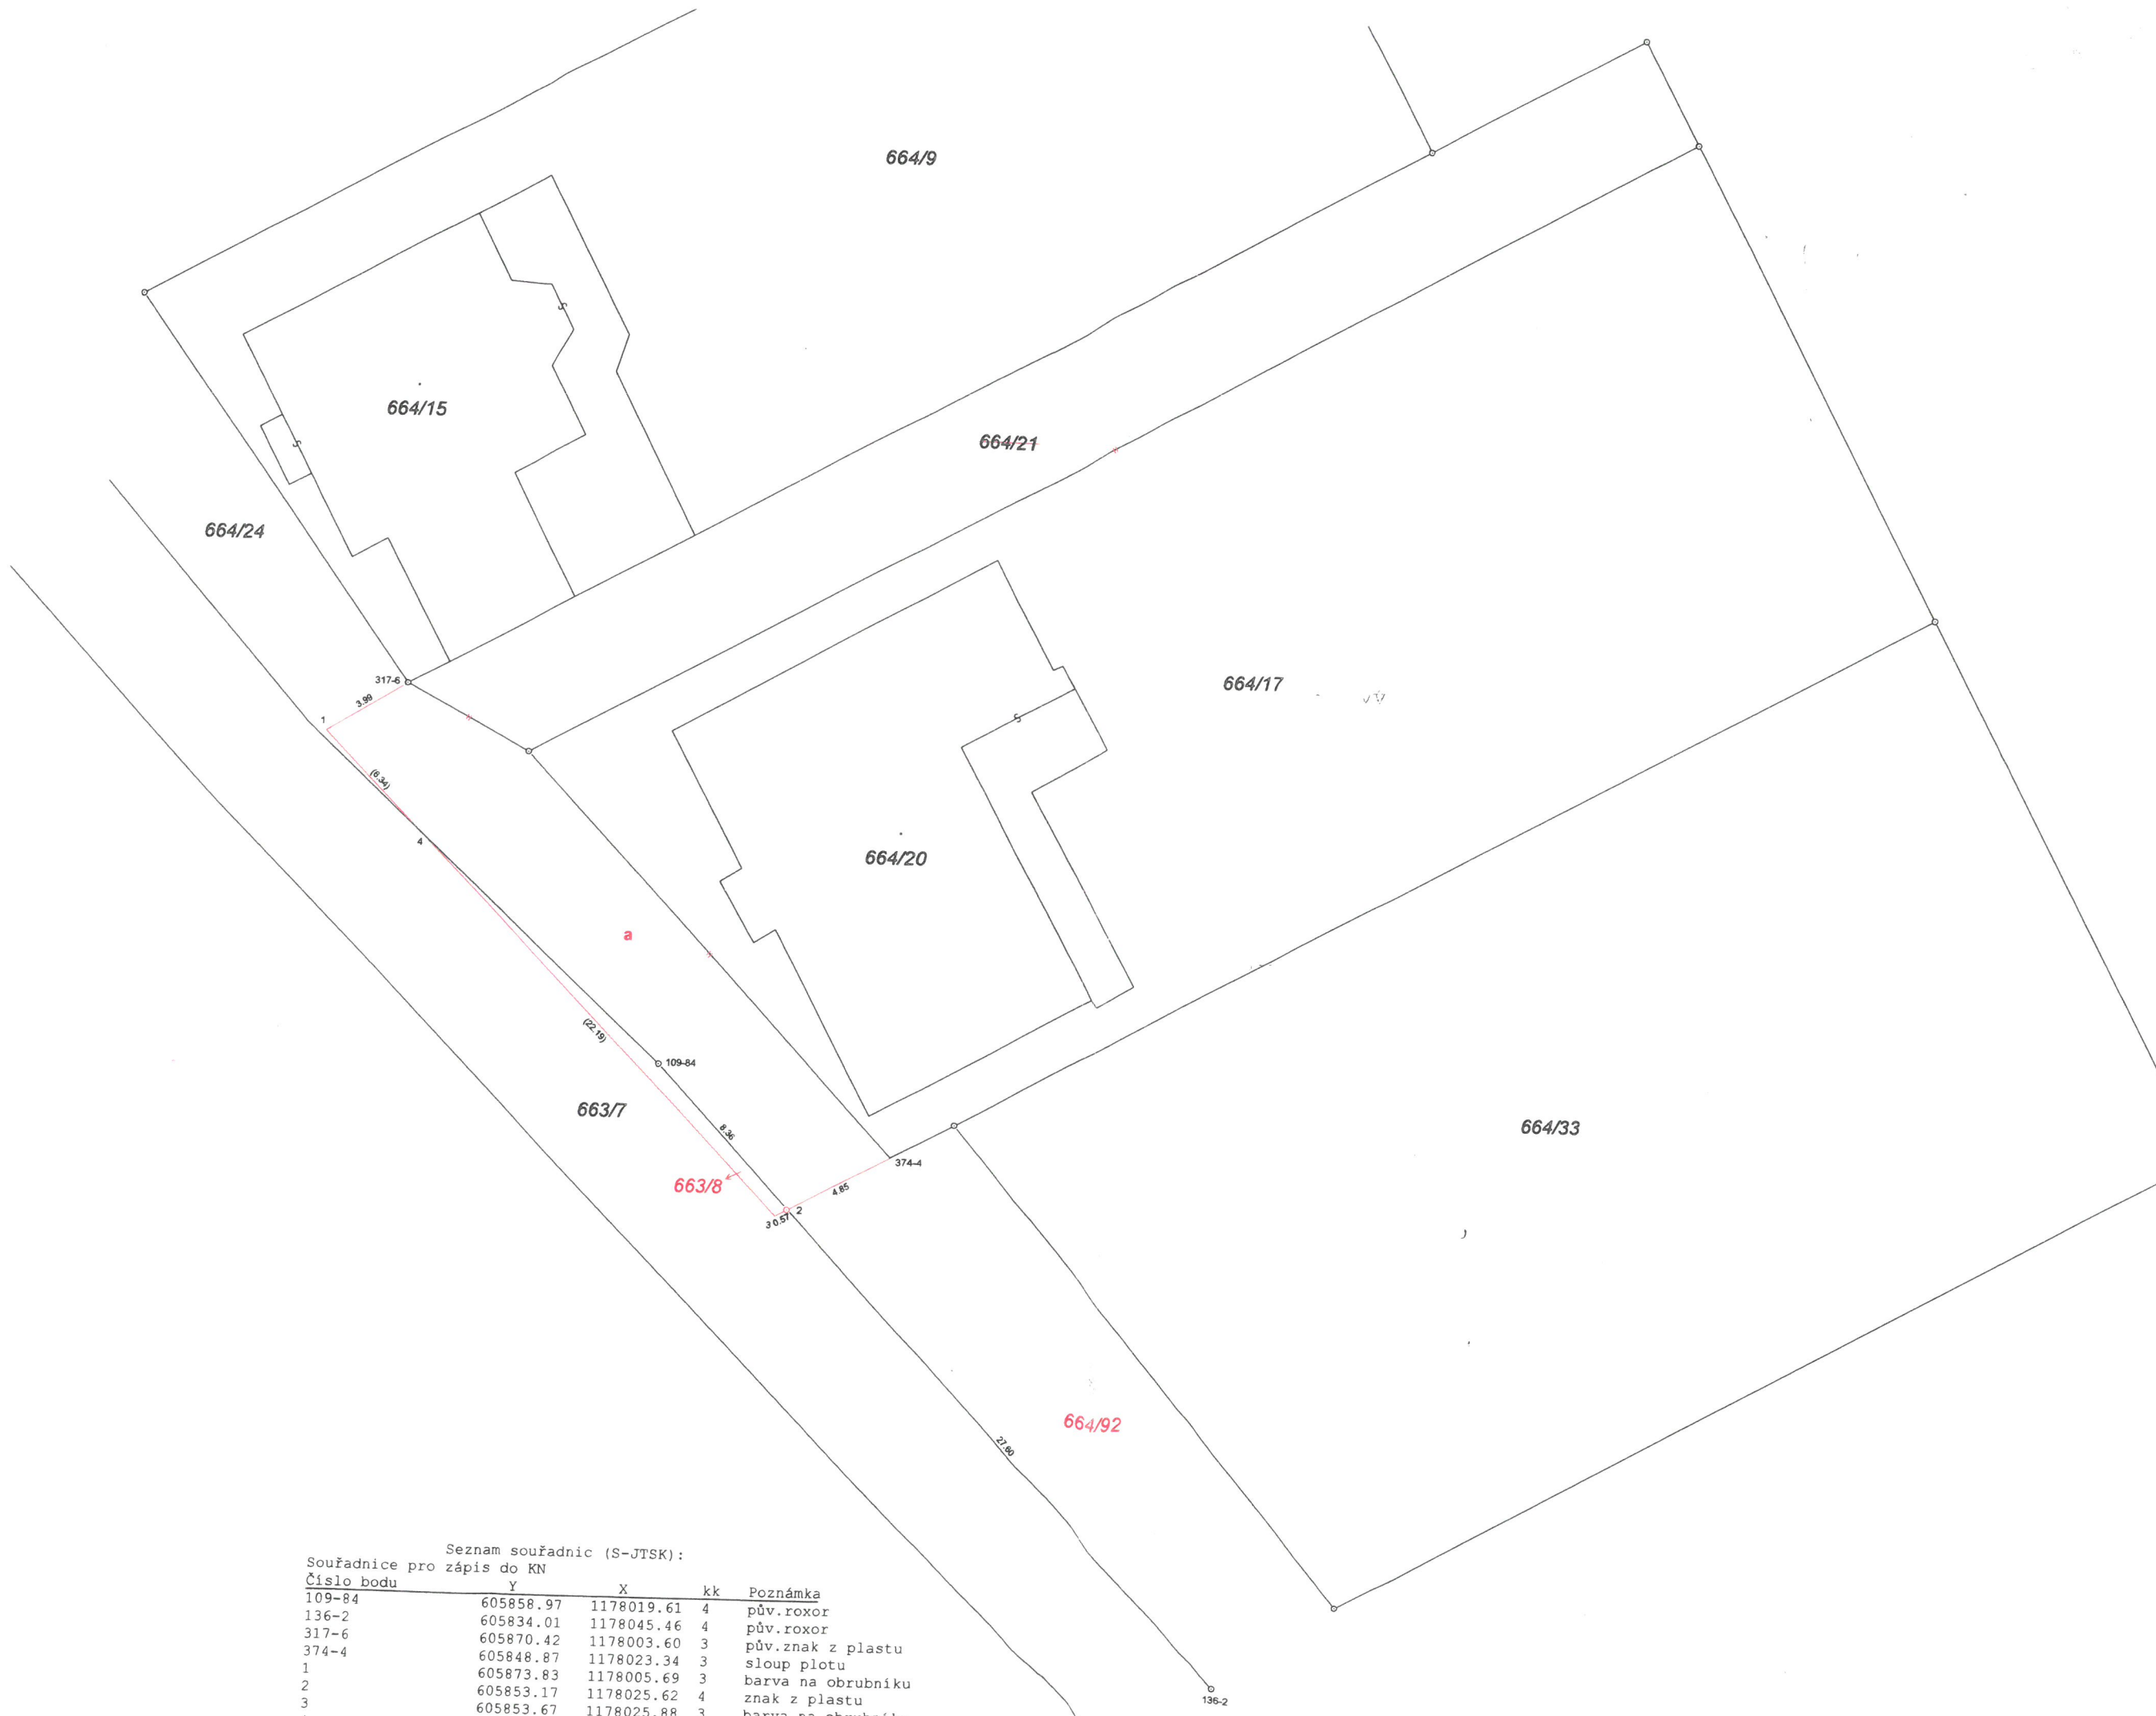 664/9
664/15
664/21
664/24
317-6
3.99
1
664/17
(6.34)
4
664/20
a
(22.19)
109-84
663/7
8.36
664/33
374-4
663/8
4.85
2
3 0.57
664/92
27.60
136-2
Seznam souřadnic (S-JTSK):
Souřadnice pro zápis do KN
Číslo bodu Y X kk Poznámka
109-84 605858.97 1178019.61 4 pův.roxor
136-2 605834.01 1178045.46 4 pův.roxor
317-6 605870.42 1178003.60 3 pův.znak z plastu
374-4 605848.87 1178023.34 3 sloup plotu
1 605873.83 1178005.69 3 barva na obrubníku
2 605853.17 1178025.62 4 znak z plastu
3 605853.67 1178025.88 3 barva na obrubníku